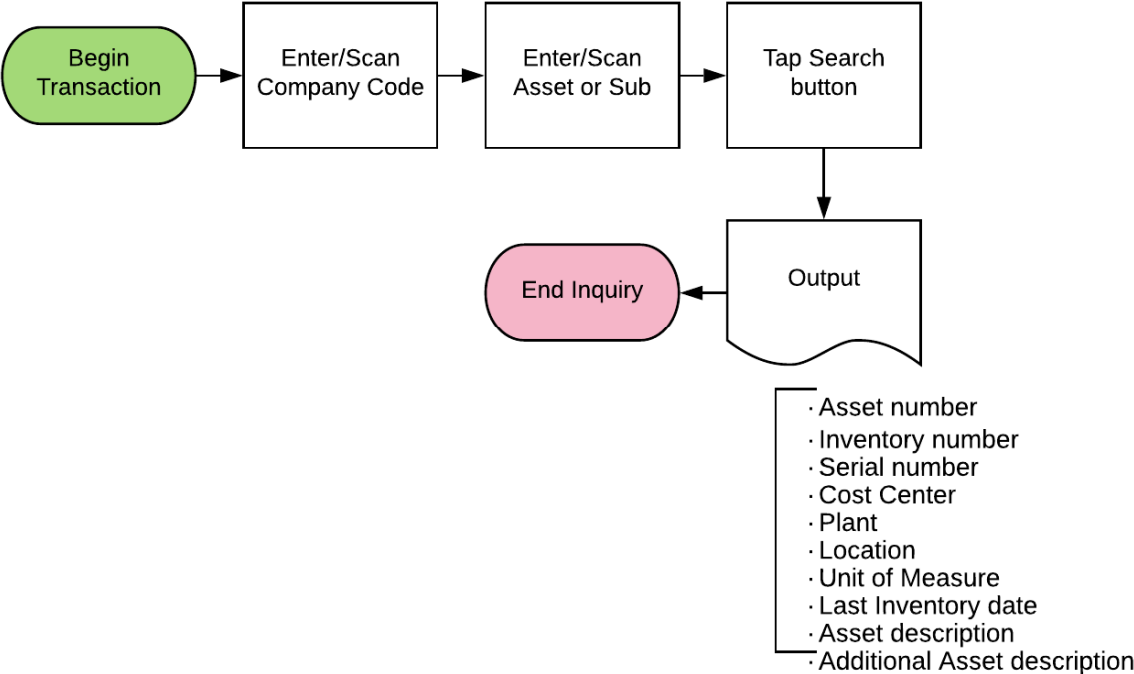 Begin
Transaction
Enter/Scan
Company Code
Enter/Scan
Asset or Sub
Tap Search
button
Output
End Inquiry
· Asset number
· Inventory number
· Serial number
· Cost Center
· Plant
· Location
· Unit of Measure
· Last Inventory date
· Asset description
· Additional Asset description